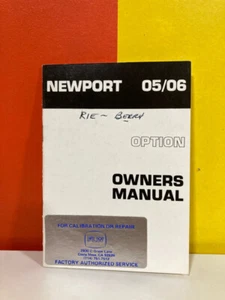 NEWPORT 05/06
RIE - BERRY
OPTION
OWNERS
MANUAL
FOR CALIBRATION OR REPAIR
FACTORY AUTHORIZED SERVICE